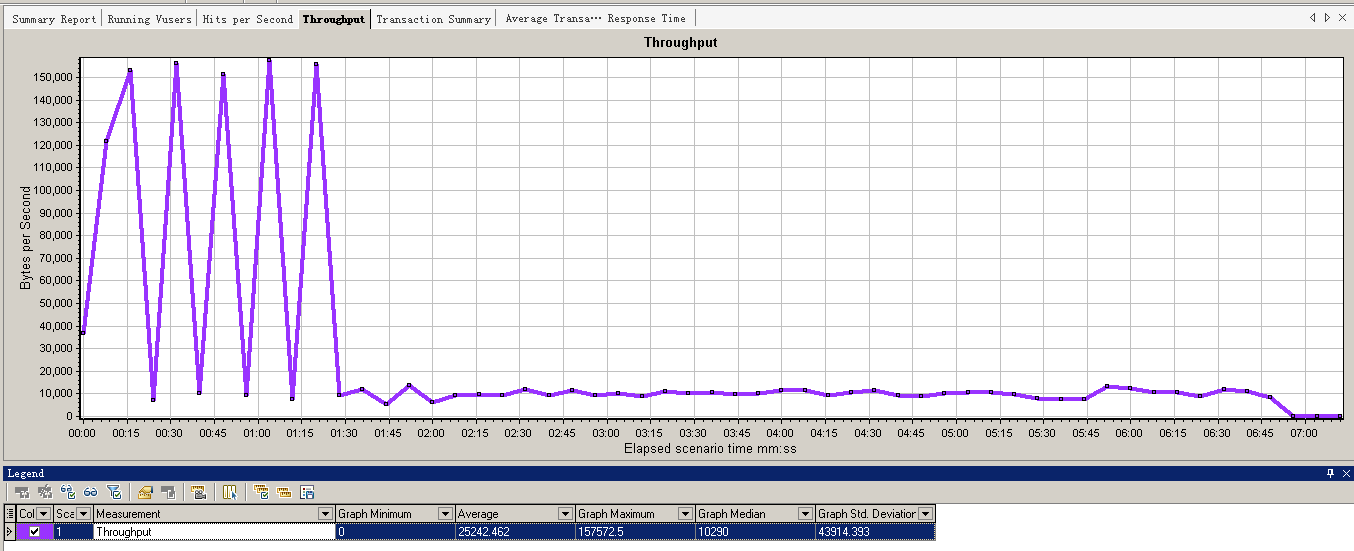 Summary Report Running Vusers Hits per Second Throughput Transaction Summary Average Transa··· Response Time
Throughput
150,000
140,000
130,000
120,000
110,000
100,000
90,000
80,000
70,000
60,000
50,000
40,000
30,000
20,000
10,000
0
Bytes per Second
00:00 00:15 00:30 00:45 01:00 01:15 01:30 01:45 02:00 02:15 02:30 02:45 03:00 03:15 03:30 03:45 04:00 04:15 04:30 04:45 05:00 05:15 05:30 05:45 06:00 06:15 06:30 06:45 07:00
Elapsed scenario time mm:ss
Legend
Col Sca Measurement Graph Minimum Average Graph Maximum Graph Median Graph Std. Deviation
1 Throughput 0 25242.462 157572.5 10290 43914.393